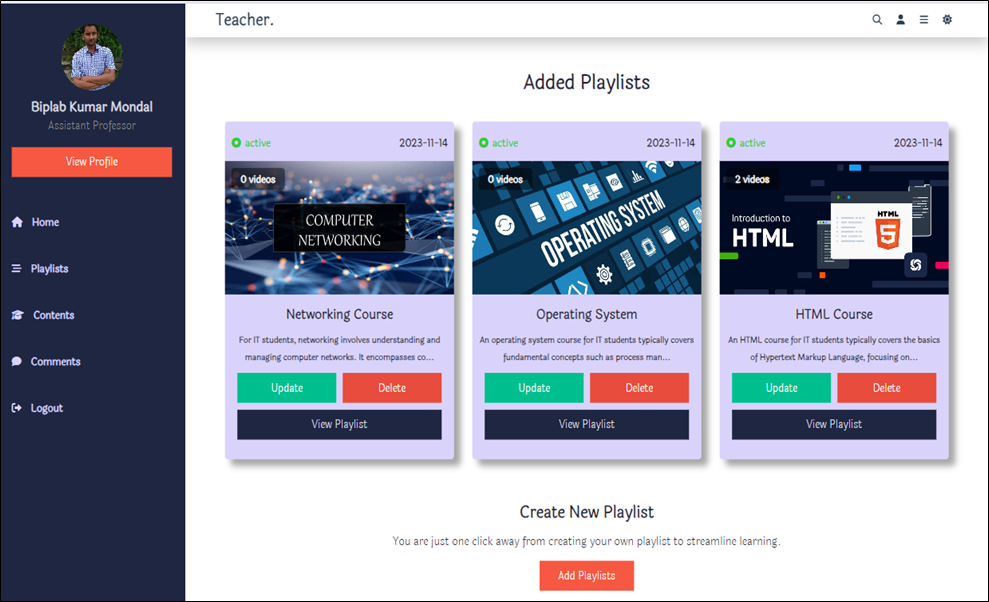 Teacher.
Biplab Kumar Mondal
Assistant Professor
View Profile
Home
Playlists
Contents
Comments
Logout
Added Playlists
active
2023-11-14
0 videos
COMPUTER
NETWORKING
Networking Course
For IT students, networking involves understanding and
managing computer networks. It encompasses co...
Update
Delete
View Playlist
active
2023-11-14
0 videos
OPERATING SYSTEM
Operating System
An operating system course for IT students typically covers
fundamental concepts such as process man...
Update
Delete
View Playlist
active
2023-11-14
2 videos
Introduction to
HTML
HTML
5
HTML Course
An HTML course for IT students typically covers the basics
of Hypertext Markup Language, focusing on...
Update
Delete
View Playlist
Create New Playlist
You are just one click away from creating your own playlist to streamline learning.
Add Playlists